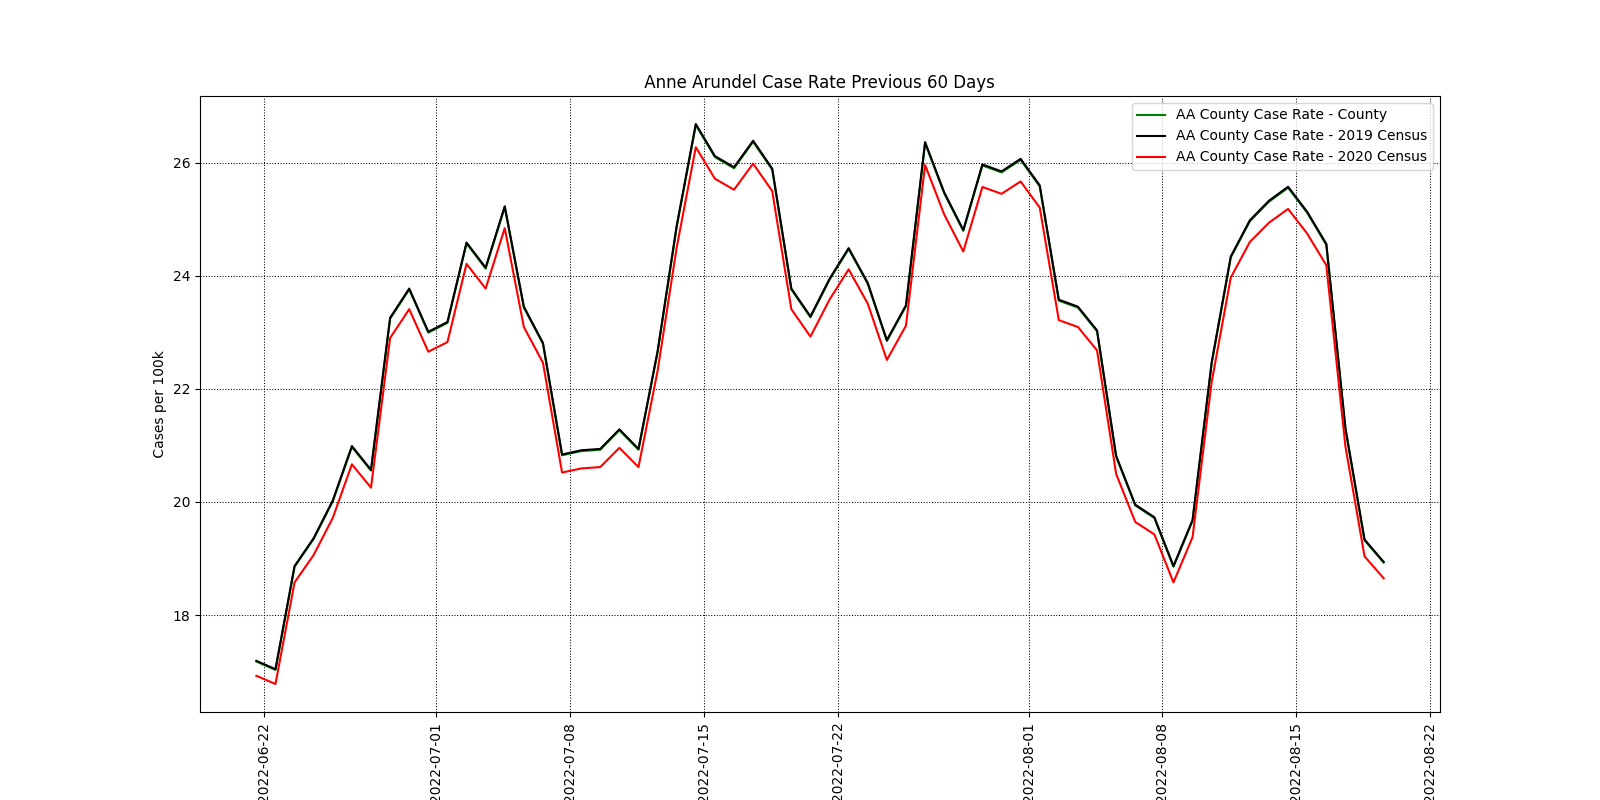 Anne Arundel Case Rate Previous 60 Days
AA County Case Rate - County
AA County Case Rate - 2019 Census
AA County Case Rate - 2020 Census
Cases per 100k
26
24
22
20
18
2022-06-22
2022-07-01
2022-07-08
2022-07-15
2022-07-22
2022-08-01
2022-08-08
2022-08-15
2022-08-22